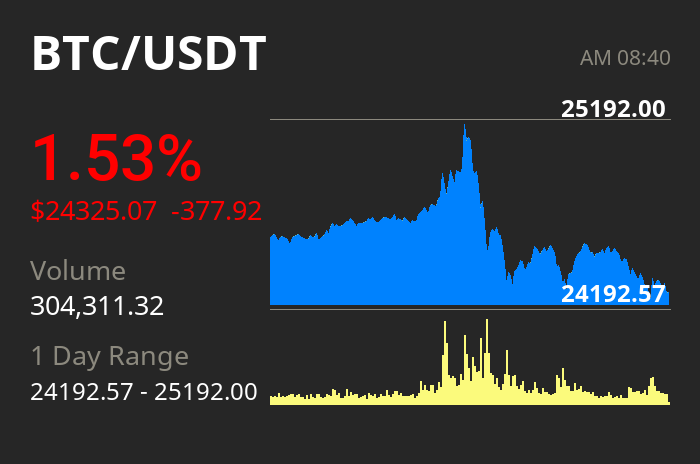 BTC/USDT
AM 08:40
25192.00
1.53%
$24325.07 -377.92
Volume
304,311.32
24192.57
1 Day Range
24192.57 - 25192.00